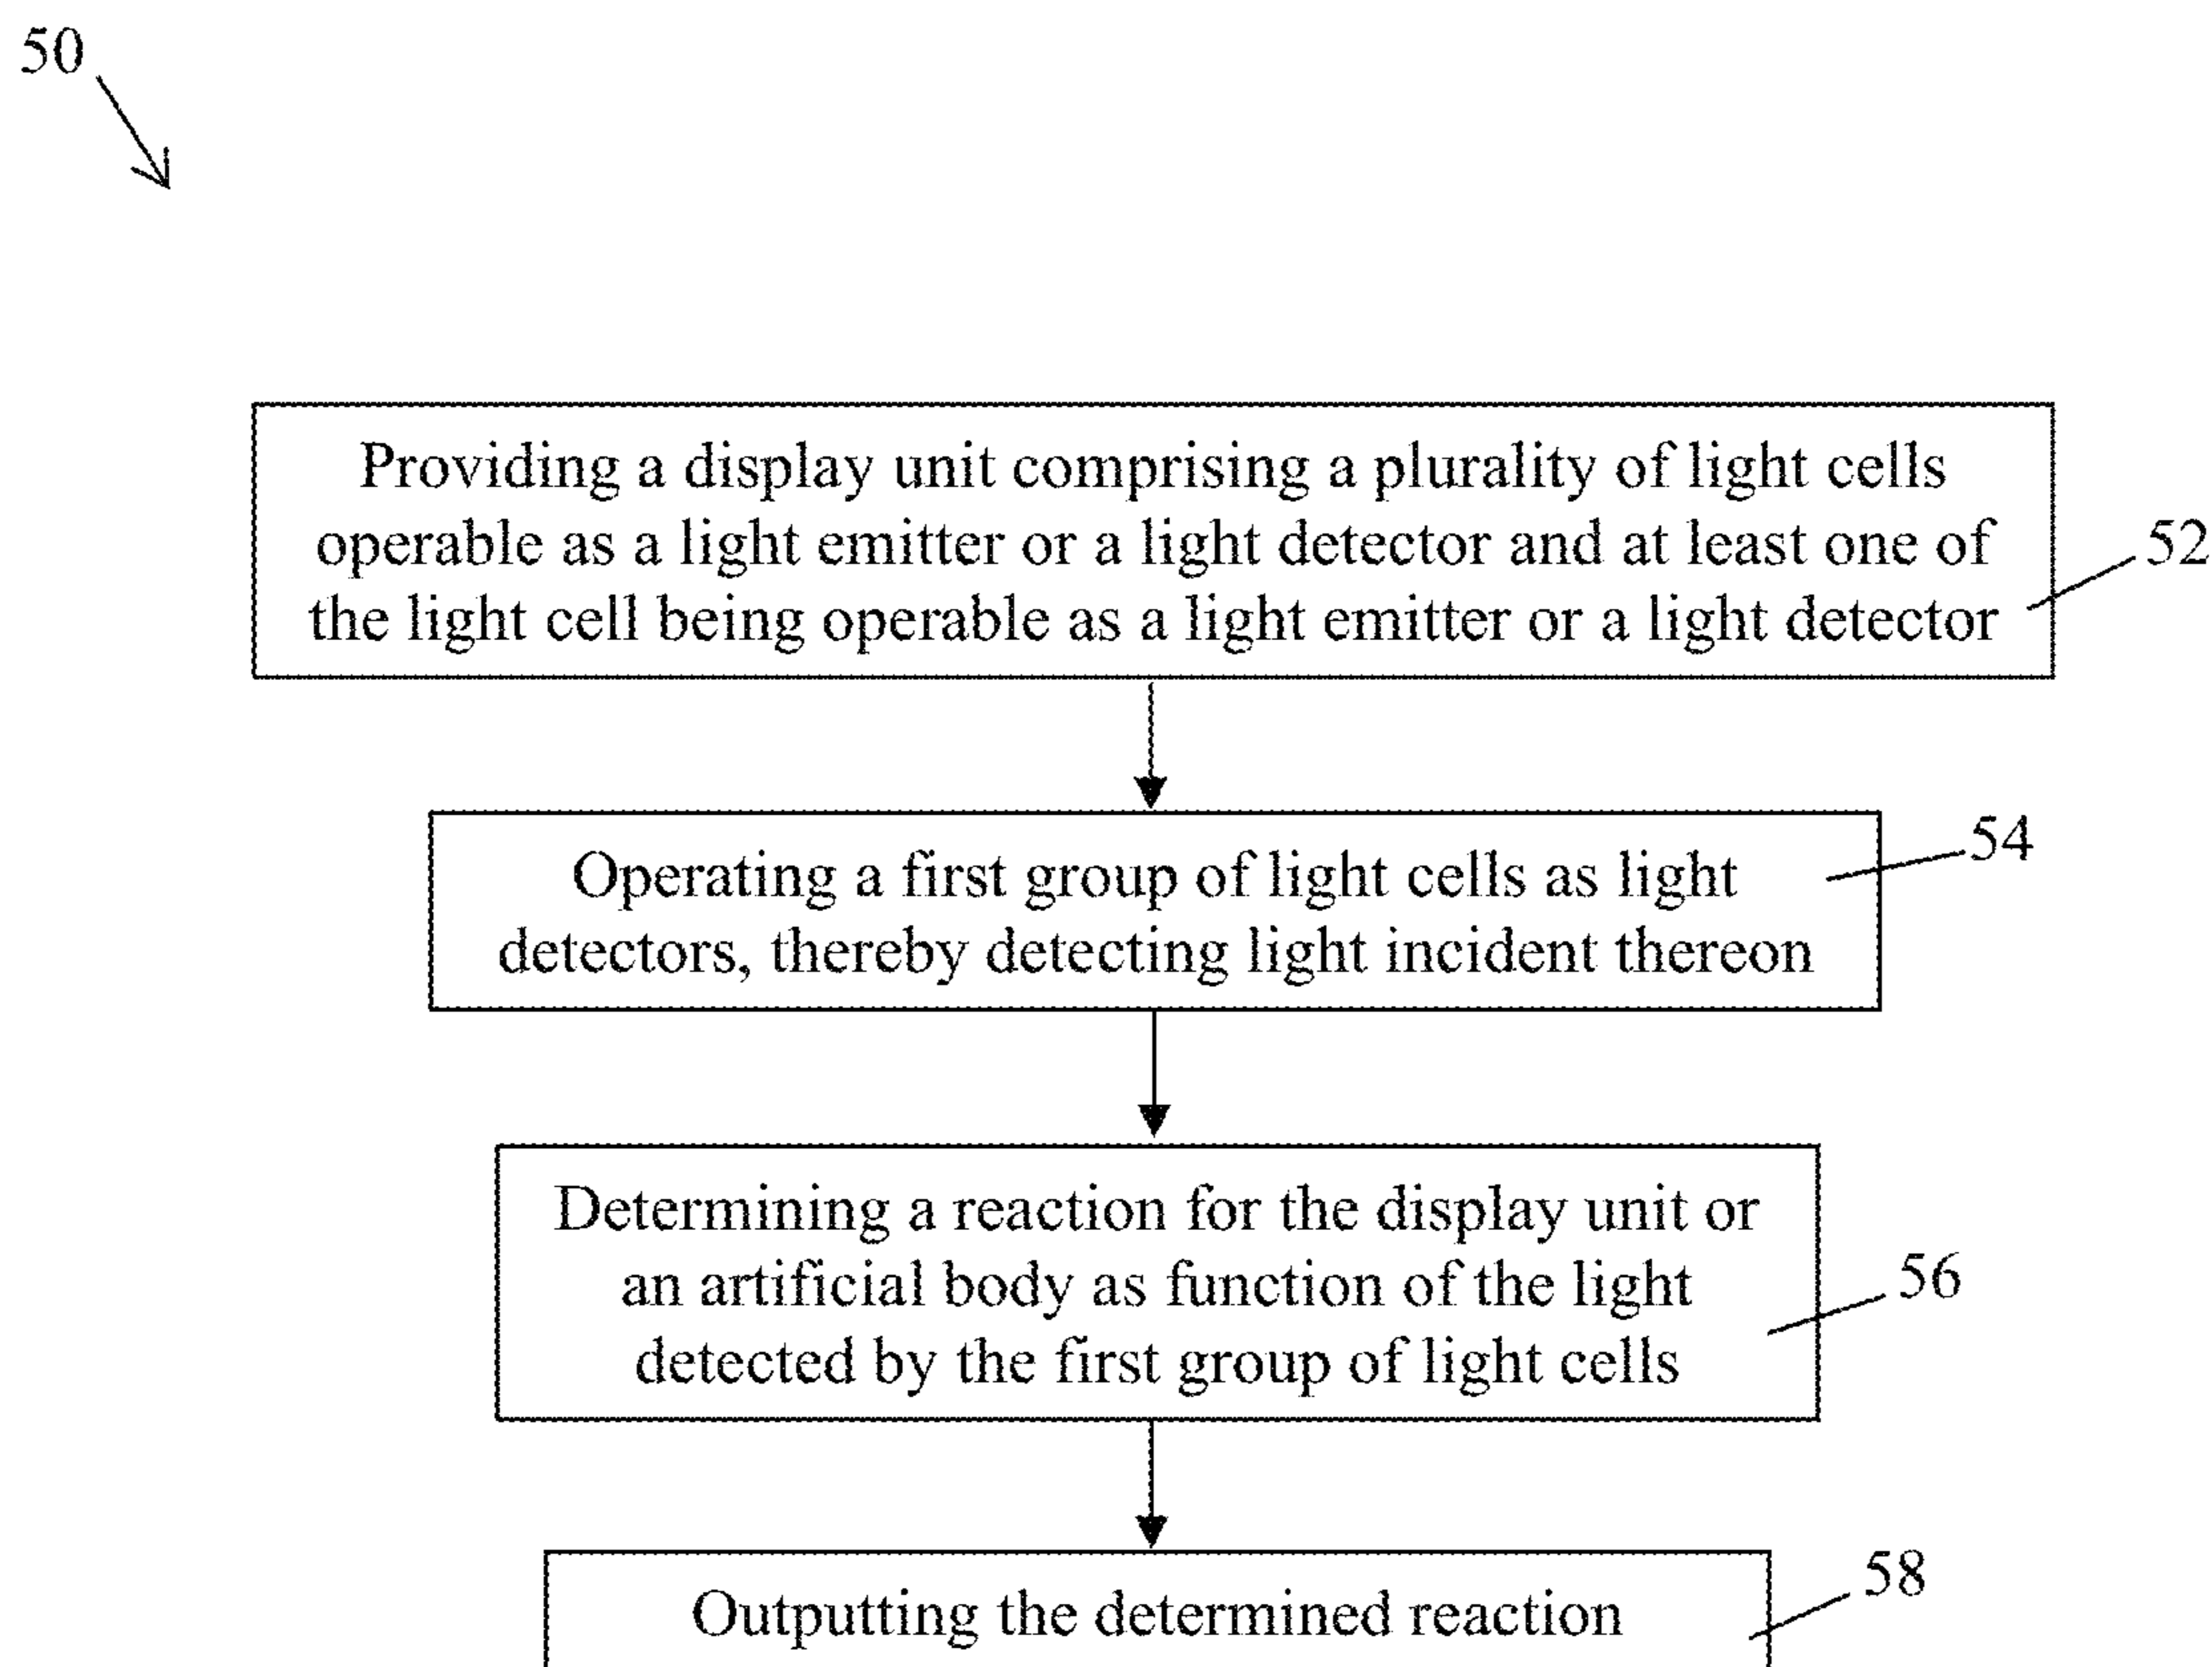 50
Providing a display unit comprising a plurality of light cells
operable as a light emitter or a light detector and at least one of
the light cell being operable as a light emitter or a light detector
52
Operating a first group of light cells as light
detectors, thereby detecting light incident thereon
54
Determining a reaction for the display unit or
an artificial body as function of the light
detected by the first group of light cells
56
Outputting the determined reaction
58